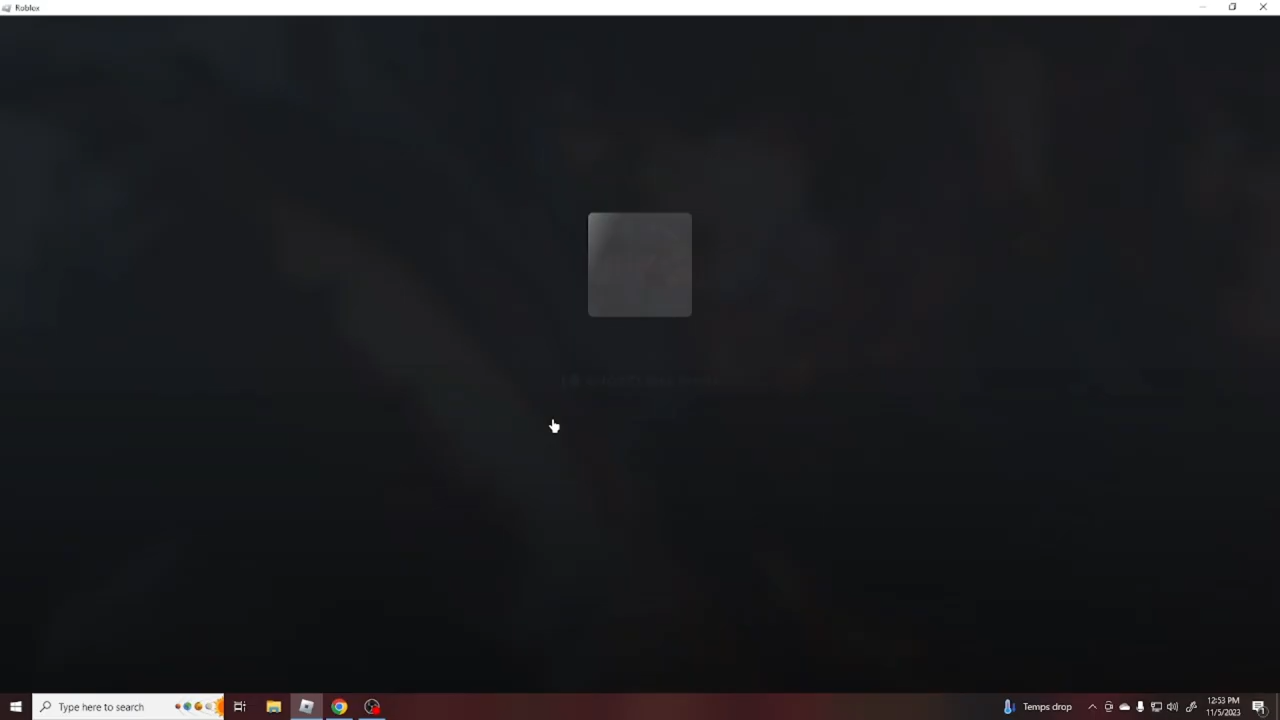 Roblox
Type here to search
Temps drop
12:53 PM
11/5/2023